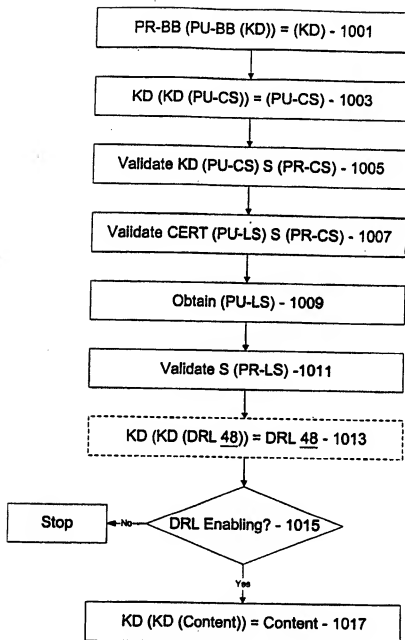 PR-BB (PU-BB (KD)) = (KD) - 1001
KD (KD (PU-CS)) = (PU-CS) - 1003
Validate KD (PU-CS) S (PR-CS) - 1005
Validate CERT (PU-LS) S (PR-CS) - 1007
Obtain (PU-LS) - 1009
Validate S (PR-LS) -1011
KD (KD (DRL 48)) = DRL 48 - 1013
DRL Enabling? - 1015
No
Stop
Yes
KD (KD (Content)) = Content - 1017